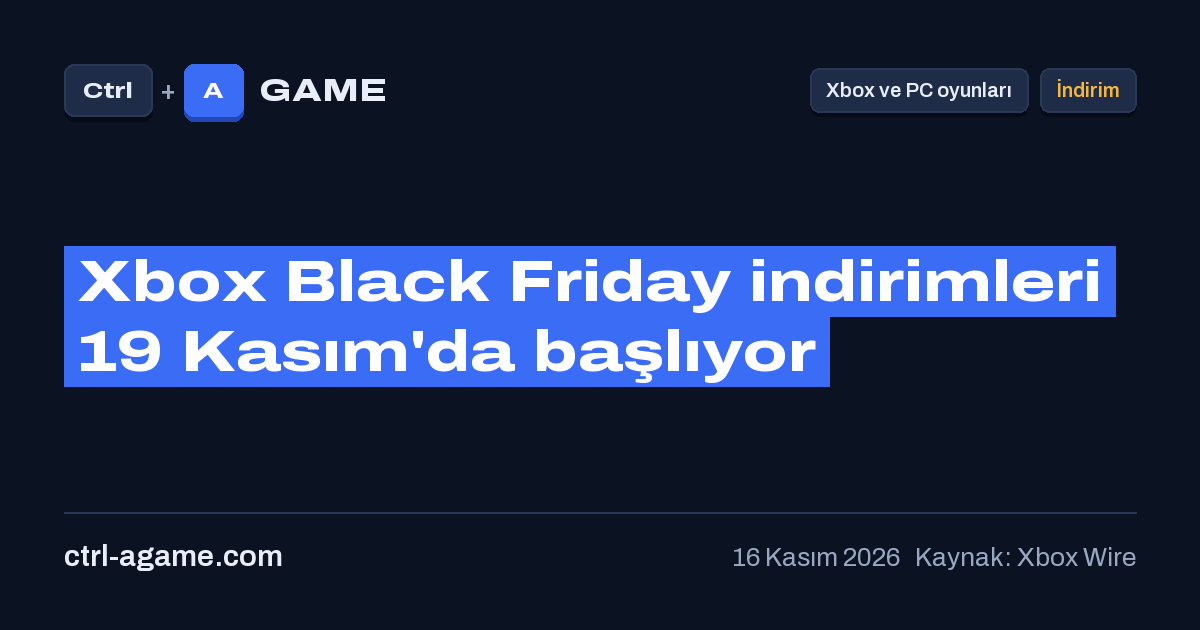 Ctrl + A GAME
Xbox ve PC oyunları
İndirim
Xbox Black Friday indirimleri
19 Kasım'da başlıyor
ctrl-agame.com
16 Kasım 2026 Kaynak: Xbox Wire